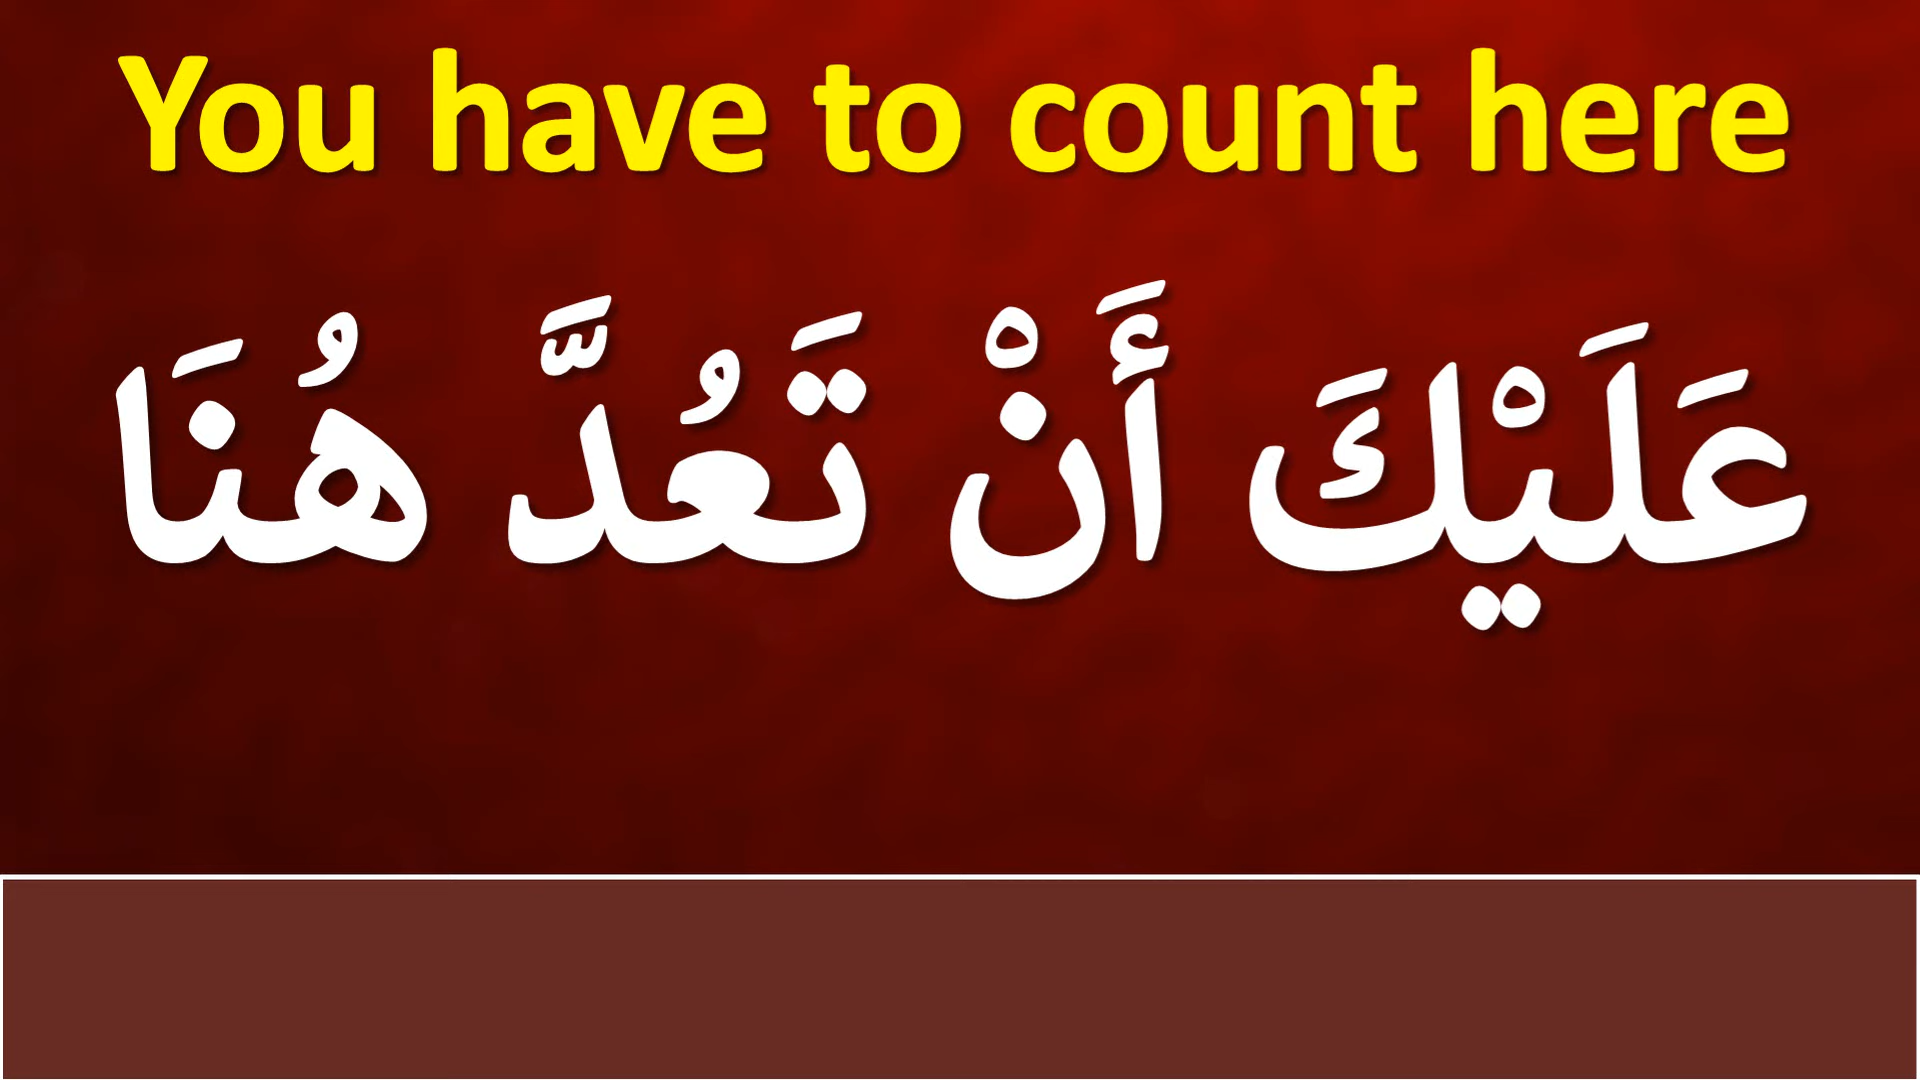 You have to count here
عَلَيْكَ أَنْ تَعُدَّ هُنَا